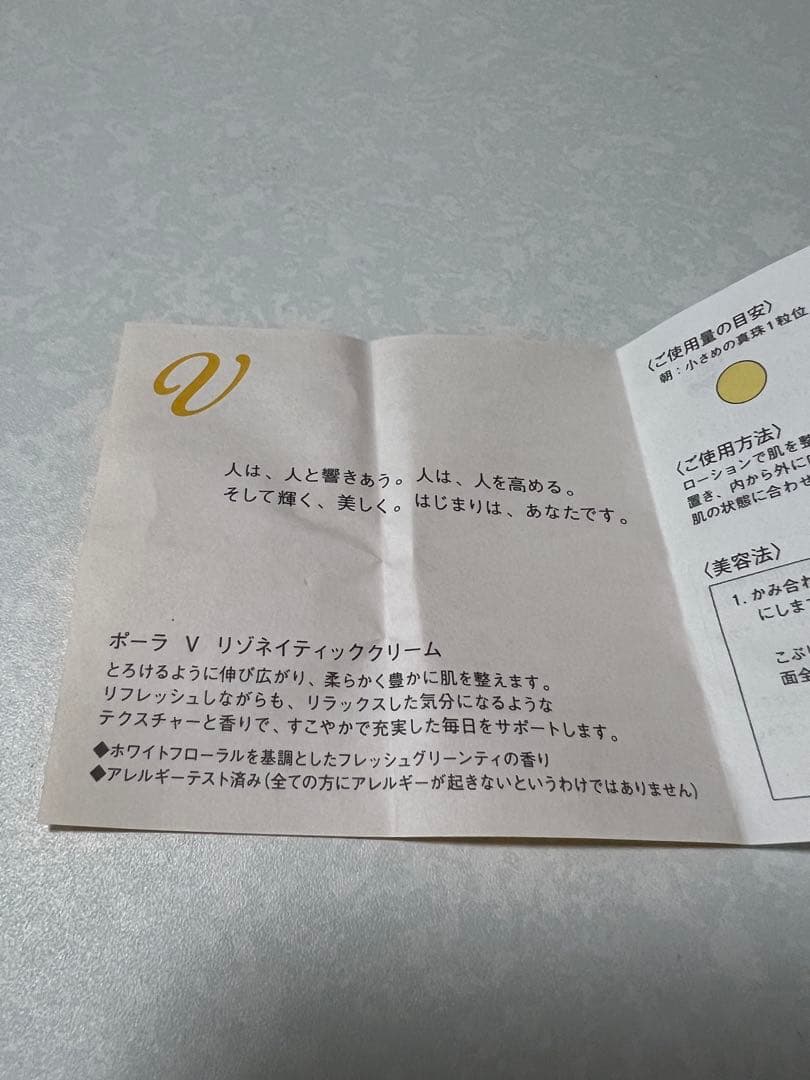 V
人は、人と響きあう。人は、人を高める。
そして輝く、美しく。はじまりは、あなたです。
ポーラ V リゾネイティッククリーム
とろけるように伸び広がり、柔らかく豊かに肌を整えます。
リフレッシュしながらも、リラックスした気分になるような
テクスチャーと香りで、すこやかで充実した毎日をサポートします。
◆ホワイトフローラルを基調としたフレッシュグリーンティの香り
◆アレルギーテスト済み(全ての方にアレルギーが起きないというわけではありません)
〈ご使用量の目安〉
朝:小さめの真珠1粒位
〈ご使用方法〉
ローションで肌を整
置き、内から外に
肌の状態に合わせ
〈美容法〉
1. かみ合わ
にしま
こぶ
面全